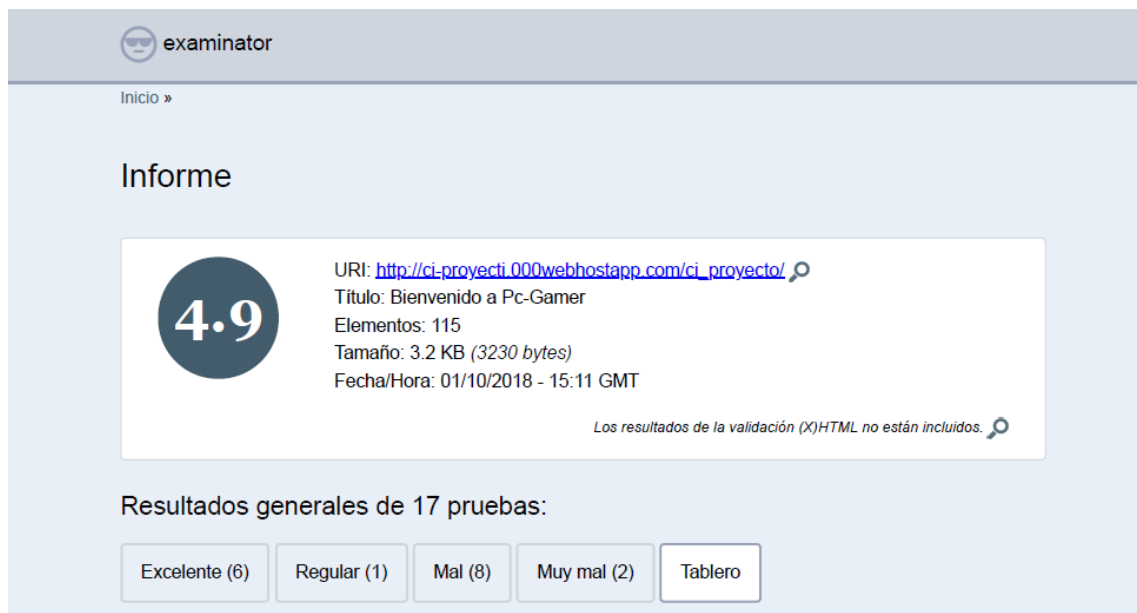 examinator
Inicio »
Informe
4.9
URI: http://ci-proyecti.000webhostapp.com/ci_proyecto/
Título: Bienvenido a Pc-Gamer
Elementos: 115
Tamaño: 3.2 KB (3230 bytes)
Fecha/Hora: 01/10/2018 - 15:11 GMT
Los resultados de la validación (X)HTML no están incluidos.
Resultados generales de 17 pruebas:
Excelente (6) Regular (1) Mal (8) Muy mal (2) Tablero